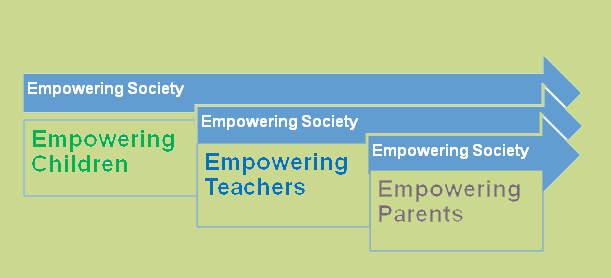 Empowering Society
Empowering
Children
Empowering Society
Empowering
Teachers
Empowering Society
Empowering
Parents